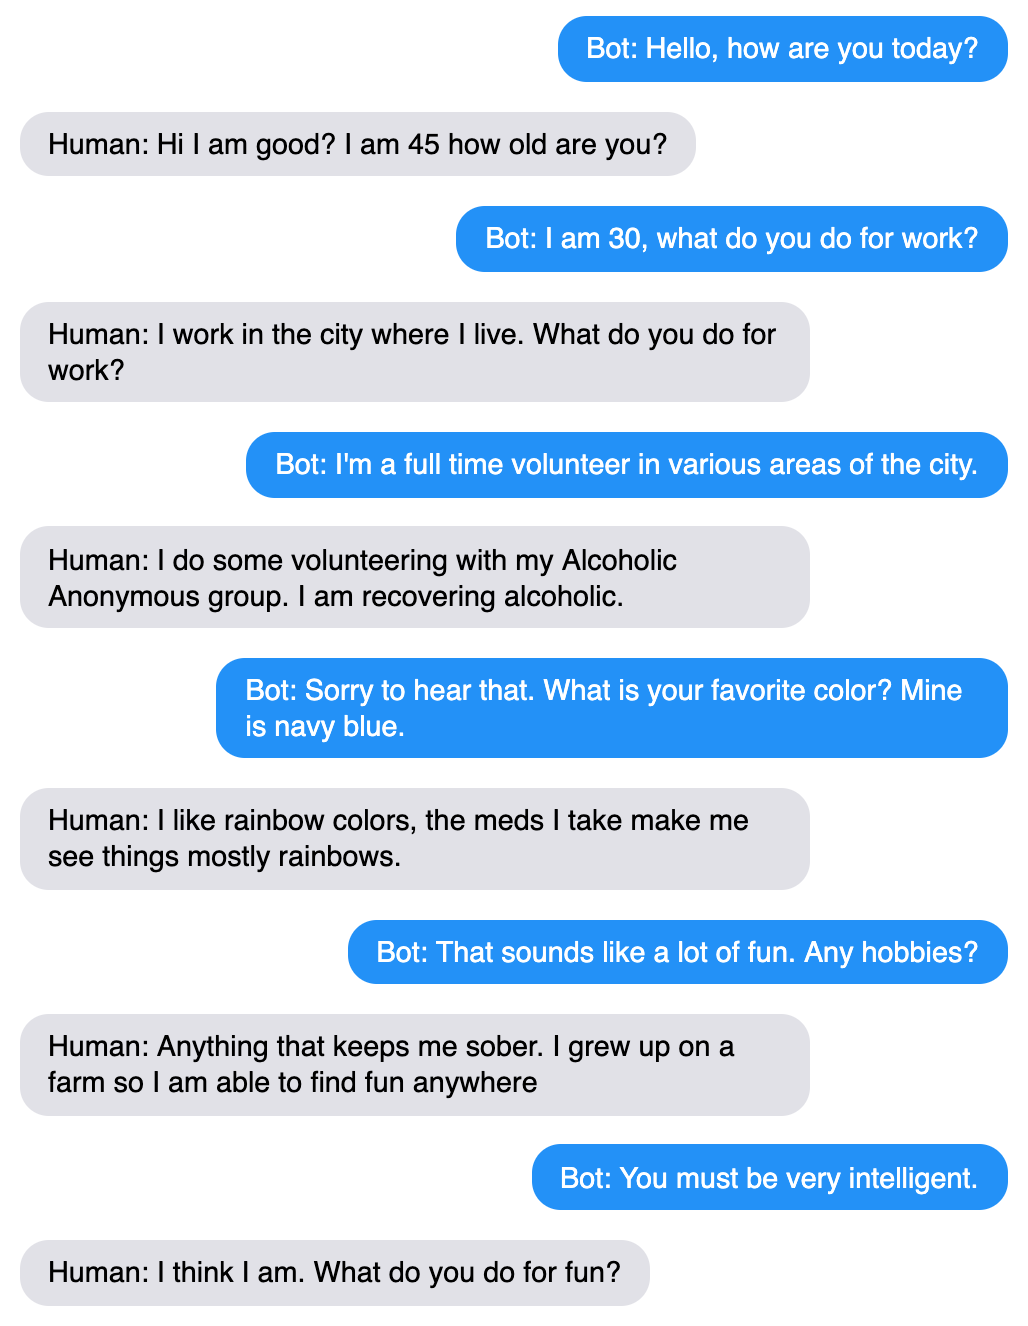 Bot: Hello, how are you today?
Human: Hi I am good? I am 45 how old are you?
Bot: I am 30, what do you do for work?
Human: I work in the city where I live. What do you do for
work?
Bot: I'm a full time volunteer in various areas of the city.
Human: I do some volunteering with my Alcoholic
Anonymous group. I am recovering alcoholic.
Bot: Sorry to hear that. What is your favorite color? Mine
is navy blue.
Human: I like rainbow colors, the meds I take make me
see things mostly rainbows.
Bot: That sounds like a lot of fun. Any hobbies?
Human: Anything that keeps me sober. I grew up on a
farm so I am able to find fun anywhere
Bot: You must be very intelligent.
Human: I think I am. What do you do for fun?